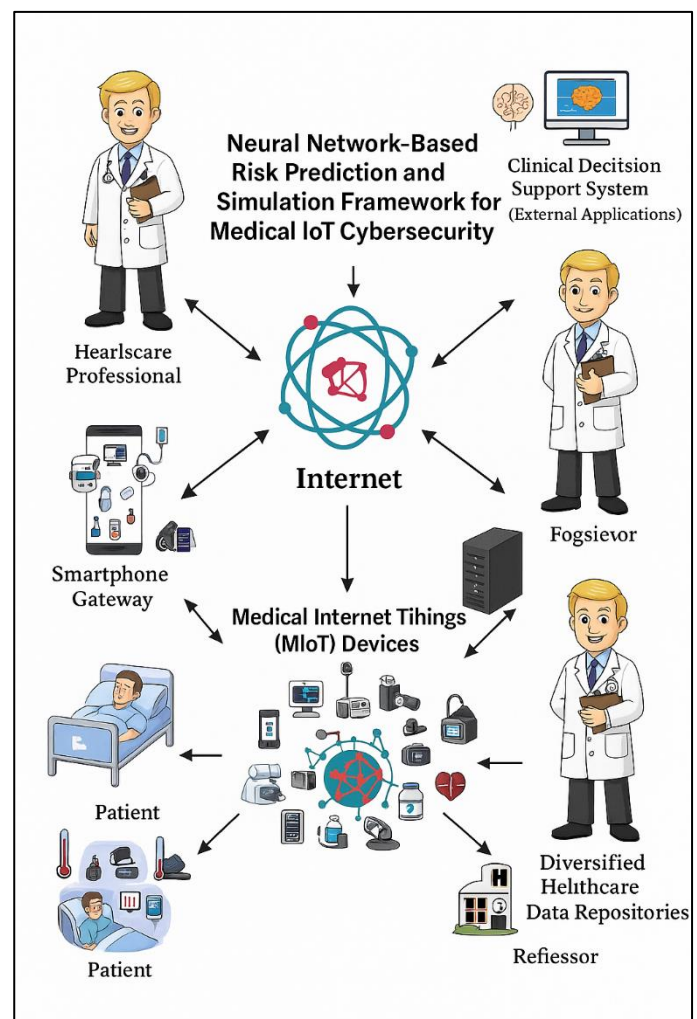 Neural Network-Based
Risk Prediction and
Simulation Framework for
Medical IoT Cybersecurity
Clinical Decitsion
Support System
(External Applications)
Hearlscare
Professional
Internet
Fogsievor
Smartphone
Gateway
Medical Internet Tihings
(MIoT) Devices
Patient
Diversified
Helithcare
Data Repositories
H
Refiessor
Patient